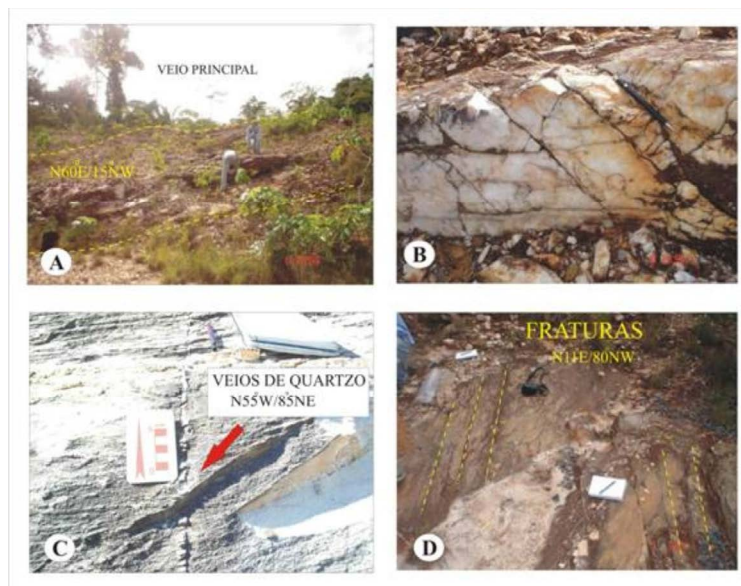 VEIO PRINCIPAL
N60E/15NW
A
B
VEIOS DE QUARTZO
N55W/85NE
C
FRATURAS
N11E/80NW
D